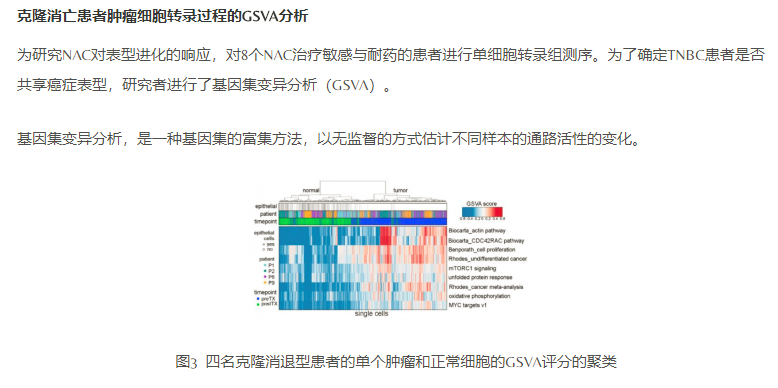 克隆消亡患者肿瘤细胞转录过程的GSVA分析
为研究NAC对表型进化的响应，对8个NAC治疗敏感与耐药的患者进行单细胞转录组测序。为了确定TNBC患者是否
共享癌症表型，研究者进行了基因集变异分析（GSVA）。
基因集变异分析，是一种基因集的富集方法，以无监督的方式估计不同样本的通路活性的变化。
normal
tumor
GSVA score
epithelial
patient
timepoint
epithelial
cells
yes
no
patient
P1
P2
P6
P9
timepoint
preTX
postTX
Biocarta_actin pathway
Biocarta_CDC42RAC pathway
Benporath_cell proliferation
Rhodes_undifferentiated cancer
mTORC1 signaling
unfolded protein response
Rhodes_cancer meta-analysis
oxidative phosphorylation
MYC targets v1
single cells
图3 四名克隆消退型患者的单个肿瘤和正常细胞的GSVA评分的聚类